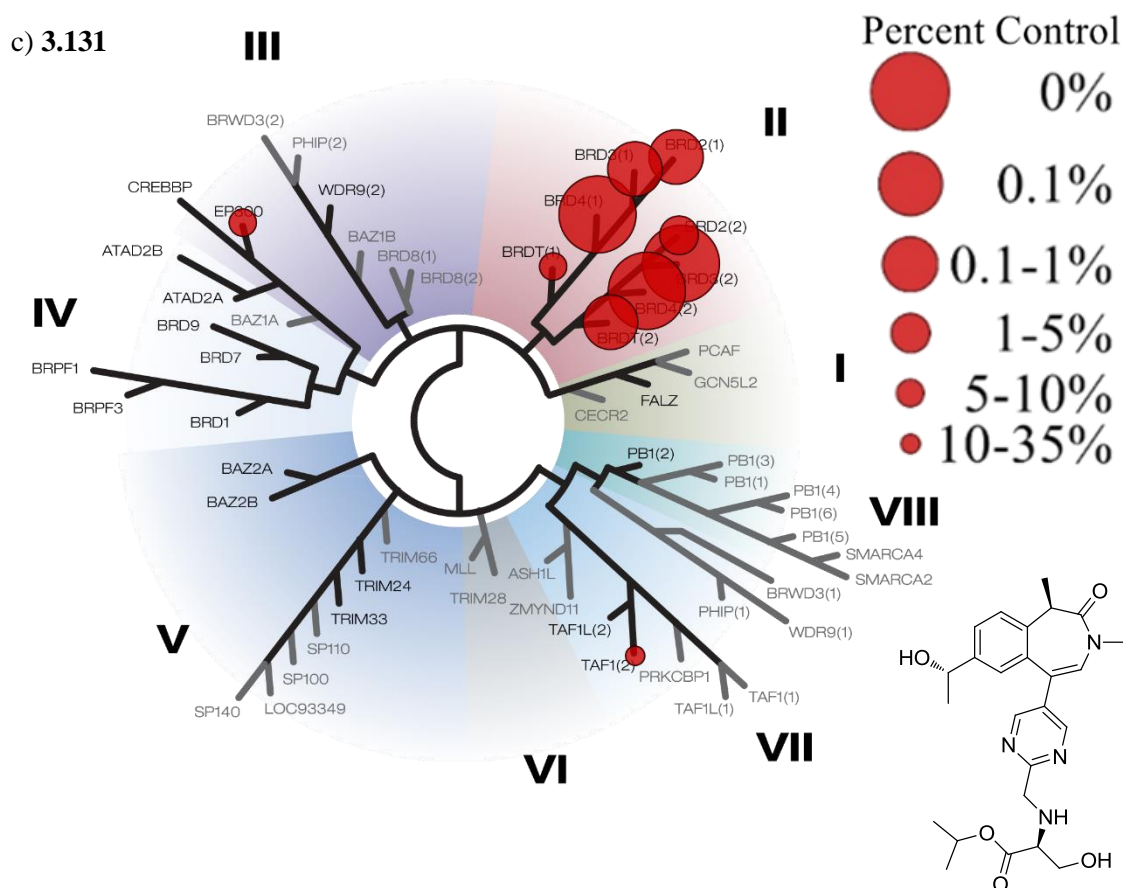 c) 3.131
III
II
IV
I
V
VI
VII
VIII
BRWD3(2)
PHIP(2)
CREBBP
WDR9(2)
EP300
BAZ1B
ATAD2B
BRD8(1)
BRD8(2)
ATAD2A
BAZ1A
BRD9
BRD7
BRPF1
BRPF3
BRD1
BRD3(1)
BRD2(1)
BRD4(1)
BRD2(2)
BRDT(1)
BRD3(2)
BRD4(2)
BRDT(2)
PCAF
GCN5L2
FALZ
CECR2
BAZ2A
BAZ2B
TRIM66
TRIM24
TRIM33
SP110
SP100
SP140
LOC93349
MLL
TRIM28
ASH1L
ZMYND11
TAF1L(2)
TAF1(2)
PRKCBP1
TAF1L(1)
TAF1(1)
PB1(2)
PB1(3)
PB1(1)
PB1(4)
PB1(6)
PB1(5)
SMARCA4
SMARCA2
BRWD3(1)
PHIP(1)
WDR9(1)
Percent Control
0%
0.1%
0.1-1%
1-5%
5-10%
10-35%
O
N
HO
N
N
NH
O
O
OH